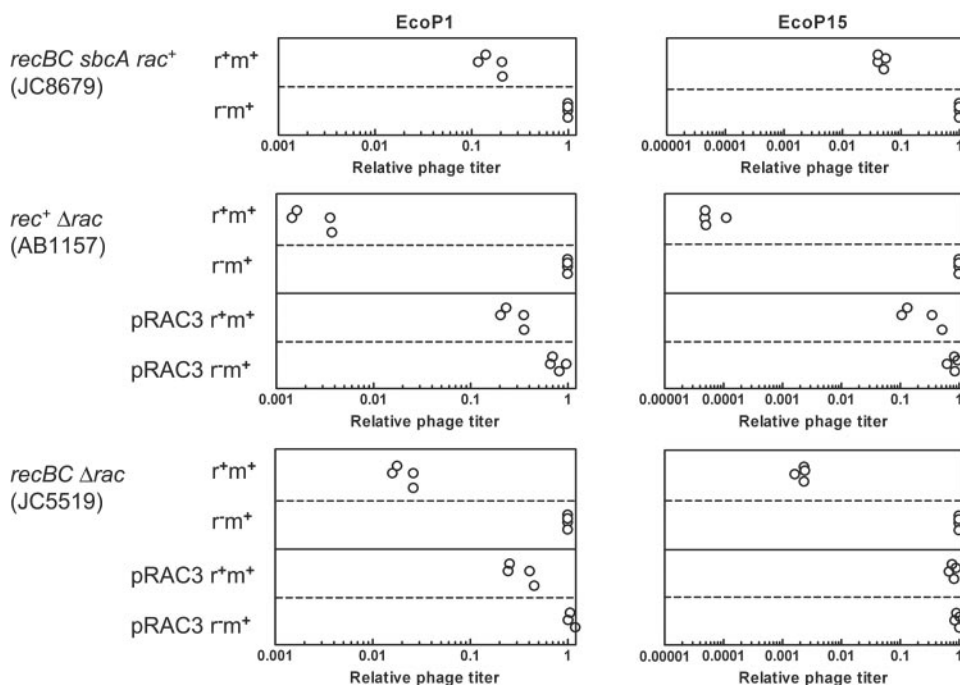 EcoP1 EcoP15
recBC sbcA rac⁺
(JC8679)
r⁺m⁺
r⁻m⁺
0.001 0.01 0.1 1
Relative phage titer
0.00001 0.0001 0.001 0.01 0.1 1
Relative phage titer
rec⁺ Δrac
(AB1157)
r⁺m⁺
r⁻m⁺
pRAC3 r⁺m⁺
pRAC3 r⁻m⁺
0.001 0.01 0.1 1
Relative phage titer
0.00001 0.0001 0.001 0.01 0.1 1
Relative phage titer
recBC Δrac
(JC5519)
r⁺m⁺
r⁻m⁺
pRAC3 r⁺m⁺
pRAC3 r⁻m⁺
0.001 0.01 0.1 1
Relative phage titer
0.00001 0.0001 0.001 0.01 0.1 1
Relative phage titer